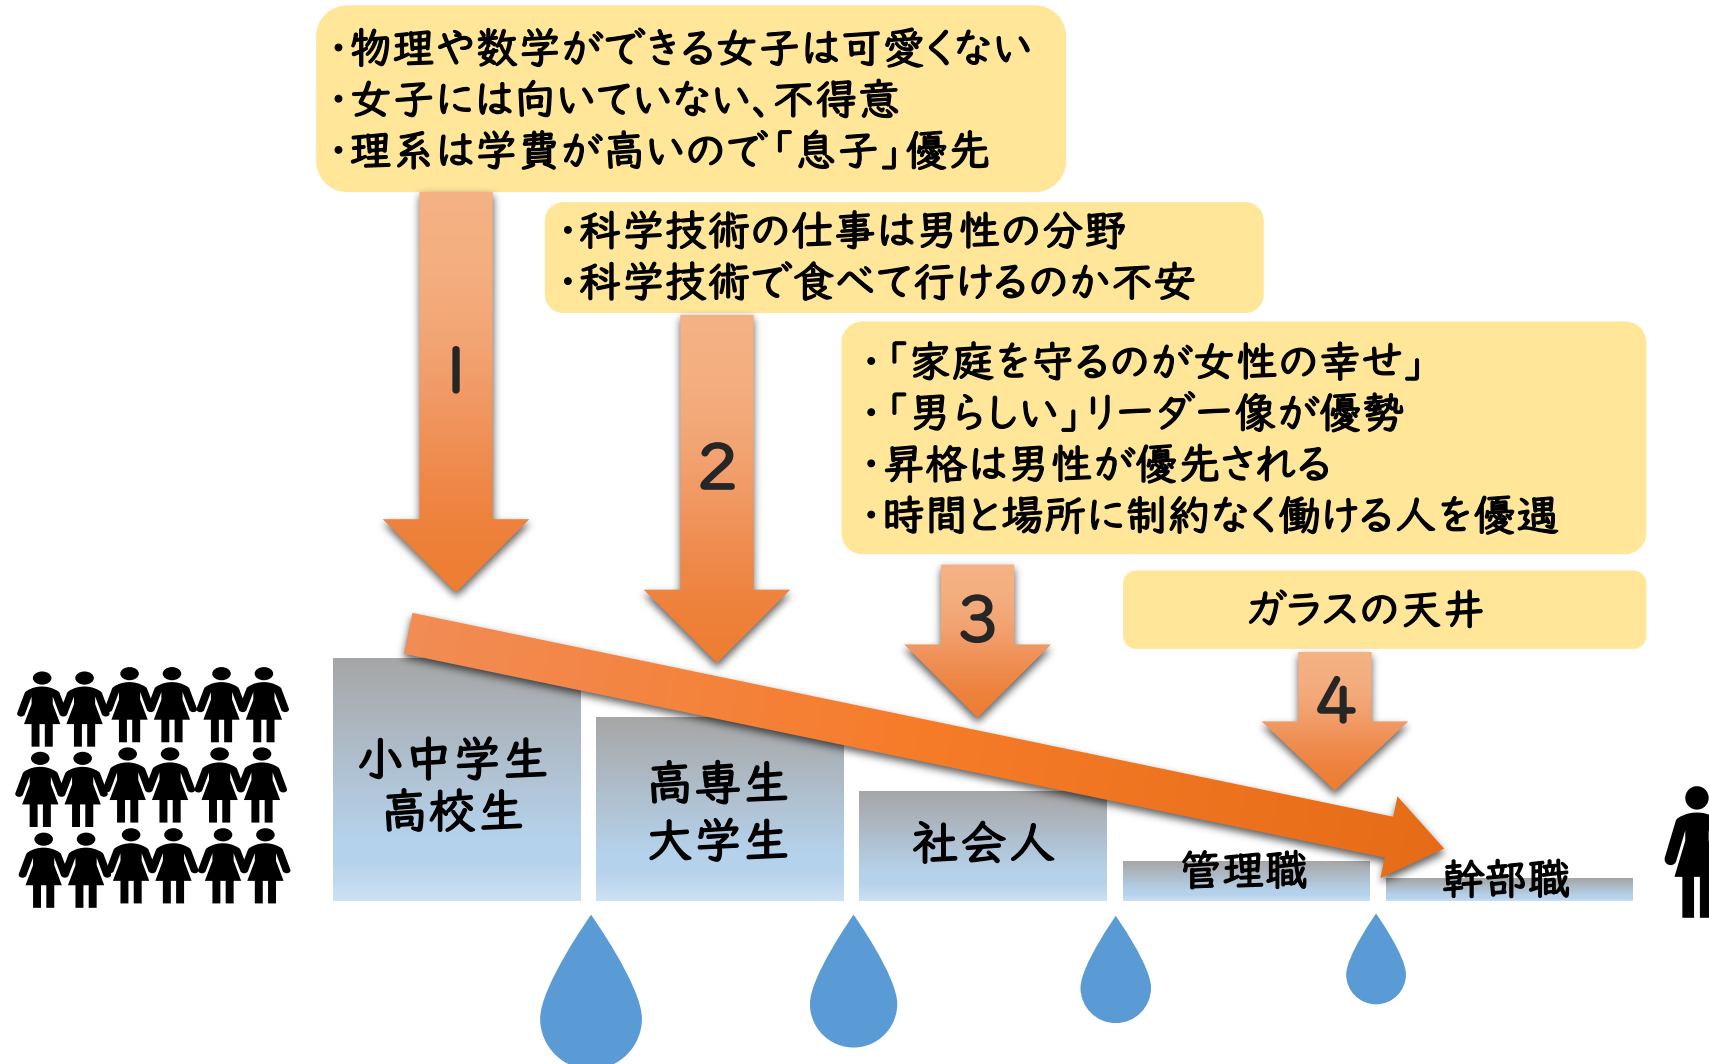 ・物理や数学ができる女子は可愛くない
・女子には向いていない、不得意
・理系は学費が高いので「息子」優先
・科学技術の仕事は男性の分野
・科学技術で食べて行けるのか不安
・「家庭を守るのが女性の幸せ」
・「男らしい」リーダー像が優勢
・昇格は男性が優先される
・時間と場所に制約なく働ける人を優遇
ガラスの天井
1
2
3
4
小中学生
高校生
高専生
大学生
社会人
管理職
幹部職